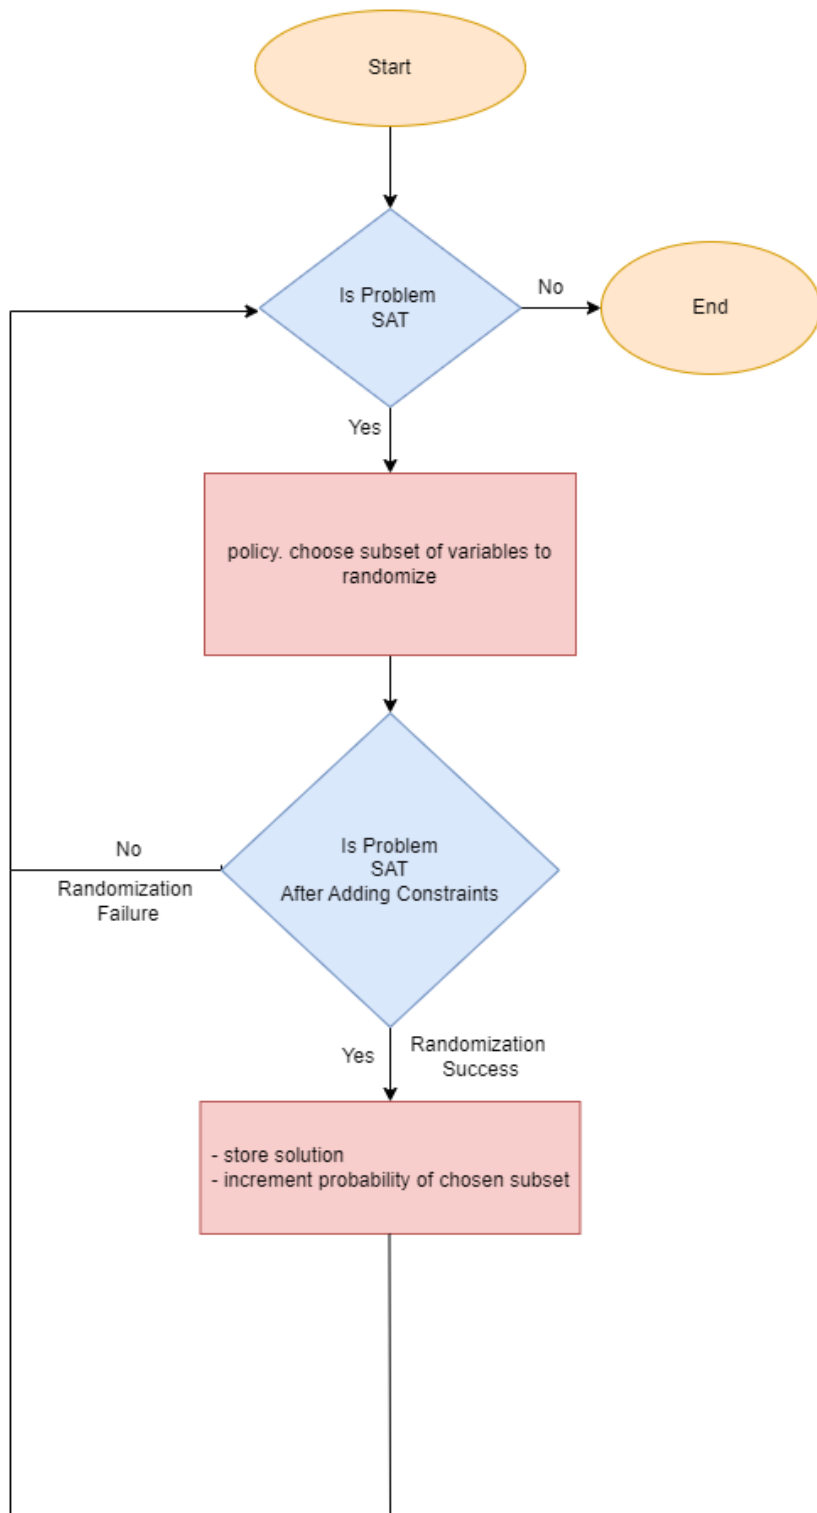 Start
Is Problem
SAT
No
End
Yes
policy. choose subset of variables to
randomize
Is Problem
SAT
After Adding Constraints
No
Randomization
Failure
Yes
Randomization
Success
- store solution
- increment probability of chosen subset